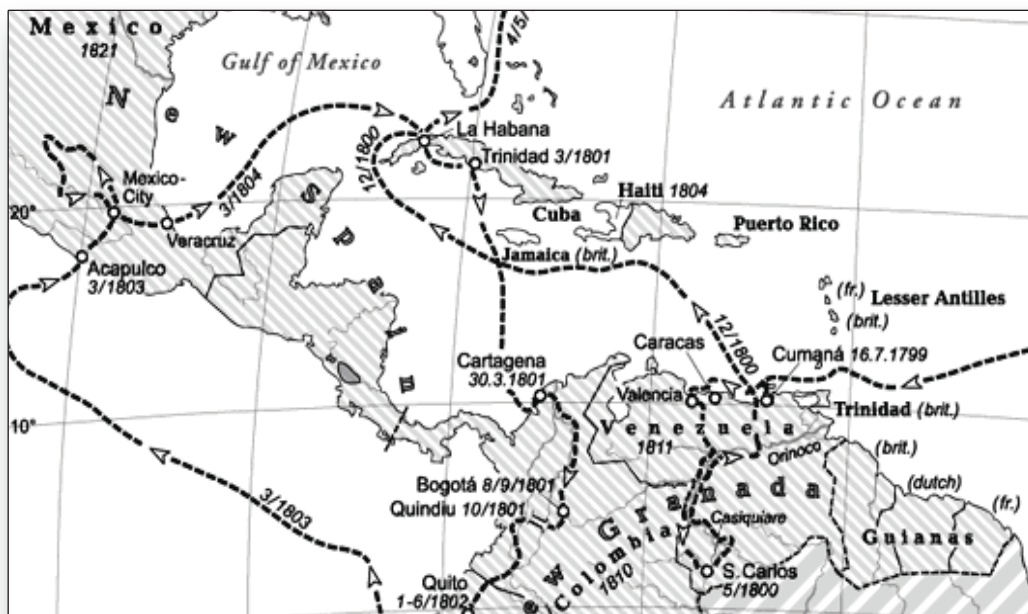 Mexico
1821
Gulf of Mexico
4/5/
Atlantic Ocean
New Spain
12/1800
La Habana
Trinidad 3/1801
Mexico-
City
3/1804
Haiti 1804
20°
Cuba
Puerto Rico
Veracruz
Jamaica (brit.)
Acapulco
3/1803
(fr.)
Lesser Antilles
(brit.)
12/1800
Caracas
Cumaná 16.7.1799
Cartagena
30.3.1801
Valencia
Trinidad (brit.)
10°
Venezuela
1811
Orinoco
(brit.)
Bogotá 8/9/1801
(dutch)
Quindiu 10/1801
(fr.)
3/1803
Granada
Casiquiare
Guianas
Colombia
1810
S. Carlos
5/1800
Quito
1-6/1802